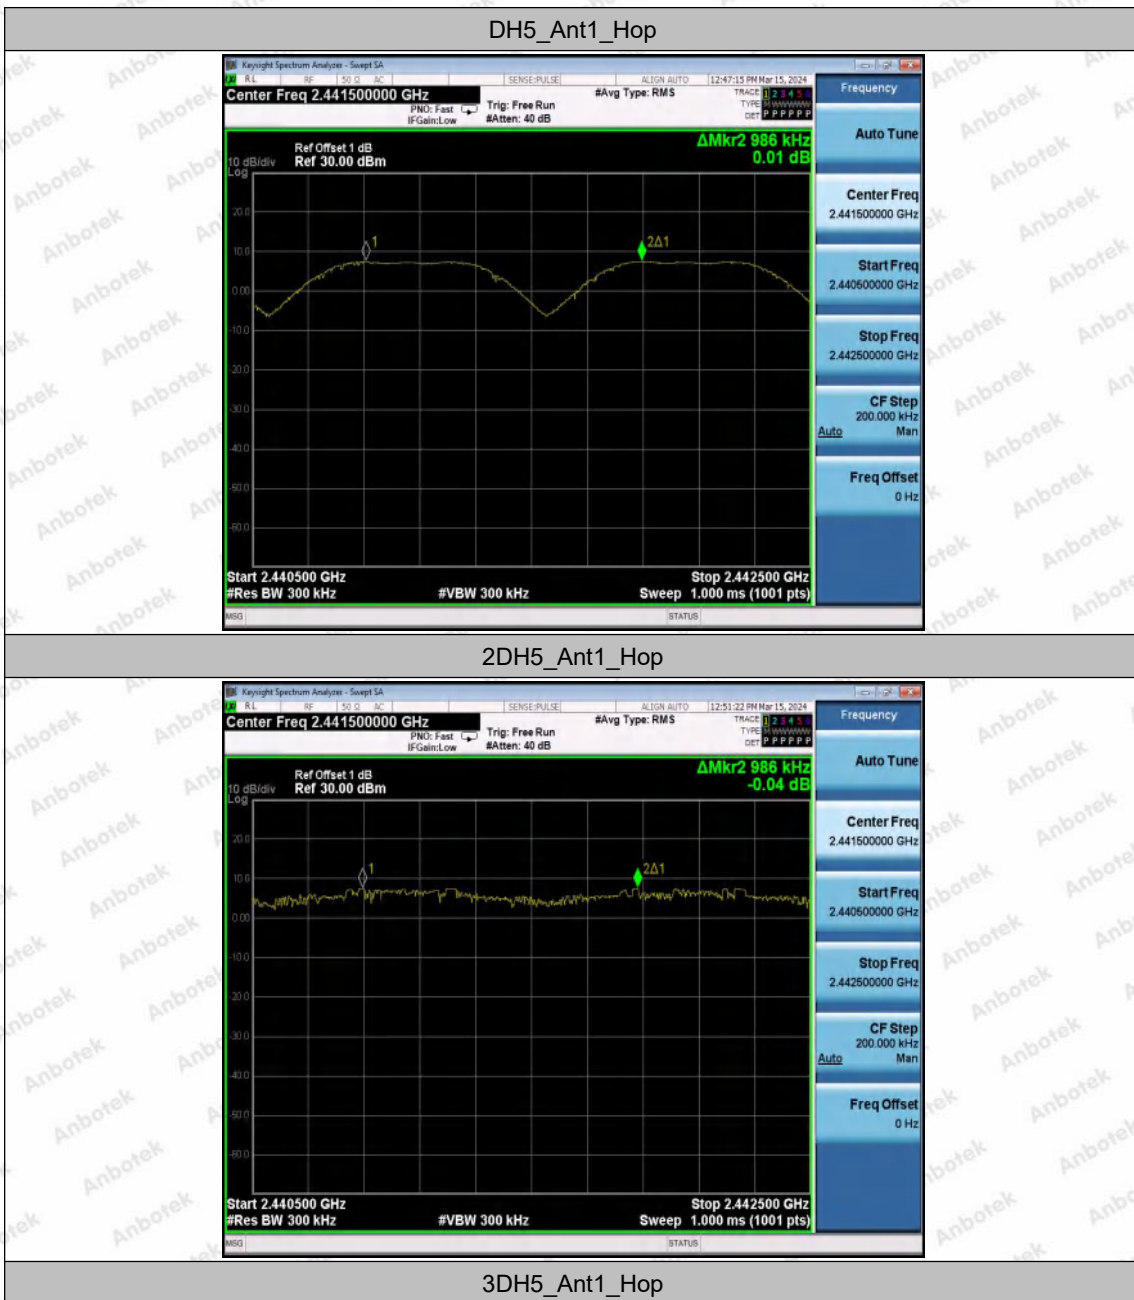 DH5_Ant1_Hop
Keysight Spectrum Analyzer - Swept SA
RL RF 50 Ω AC SENSE:PULSE ALIGN AUTO 12:47:15 PM Mar 15, 2024
Center Freq 2.441500000 GHz #Avg Type: RMS TRACE 1 2 3 4 5 6
PNO: Fast Trig: Free Run TYPE M WWWWW
IFGain:Low #Atten: 40 dB DET P P P P P P
Frequency
Auto Tune
ΔMkr2 986 kHz
Ref Offset 1 dB
10 dB/div Ref 30.00 dBm 0.01 dB
Log
20.0
10.0
0.00
-10.0
-20.0
-30.0
-40.0
-50.0
-60.0
1
2Δ1
Center Freq
2.441500000 GHz
Start Freq
2.440500000 GHz
Stop Freq
2.442500000 GHz
CF Step
200.000 kHz
Auto Man
Freq Offset
0 Hz
Start 2.440500 GHz Stop 2.442500 GHz
#Res BW 300 kHz #VBW 300 kHz Sweep 1.000 ms (1001 pts)
MSG STATUS
2DH5_Ant1_Hop
Keysight Spectrum Analyzer - Swept SA
RL RF 50 Ω AC SENSE:PULSE ALIGN AUTO 12:51:22 PM Mar 15, 2024
Center Freq 2.441500000 GHz #Avg Type: RMS TRACE 1 2 3 4 5 6
PNO: Fast Trig: Free Run TYPE M WWWWW
IFGain:Low #Atten: 40 dB DET P P P P P P
Frequency
Auto Tune
ΔMkr2 986 kHz
Ref Offset 1 dB
10 dB/div Ref 30.00 dBm -0.04 dB
Log
20.0
10.0
0.00
-10.0
-20.0
-30.0
-40.0
-50.0
-60.0
1
2Δ1
Center Freq
2.441500000 GHz
Start Freq
2.440500000 GHz
Stop Freq
2.442500000 GHz
CF Step
200.000 kHz
Auto Man
Freq Offset
0 Hz
Start 2.440500 GHz Stop 2.442500 GHz
#Res BW 300 kHz #VBW 300 kHz Sweep 1.000 ms (1001 pts)
MSG STATUS
3DH5_Ant1_Hop